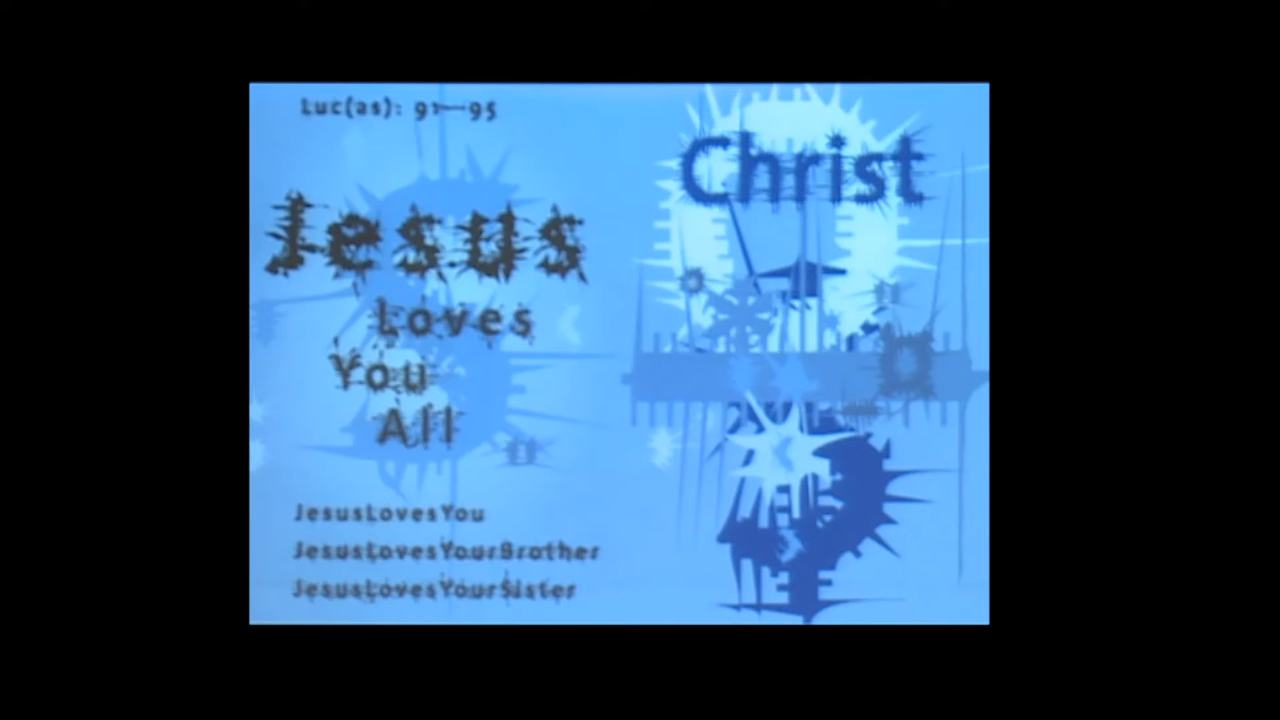 Luc(as): 91—95
Jesus
Loves
You
All
JesusLovesYou
JesusLovesYourBrother
JesusLovesYourSister
Christ